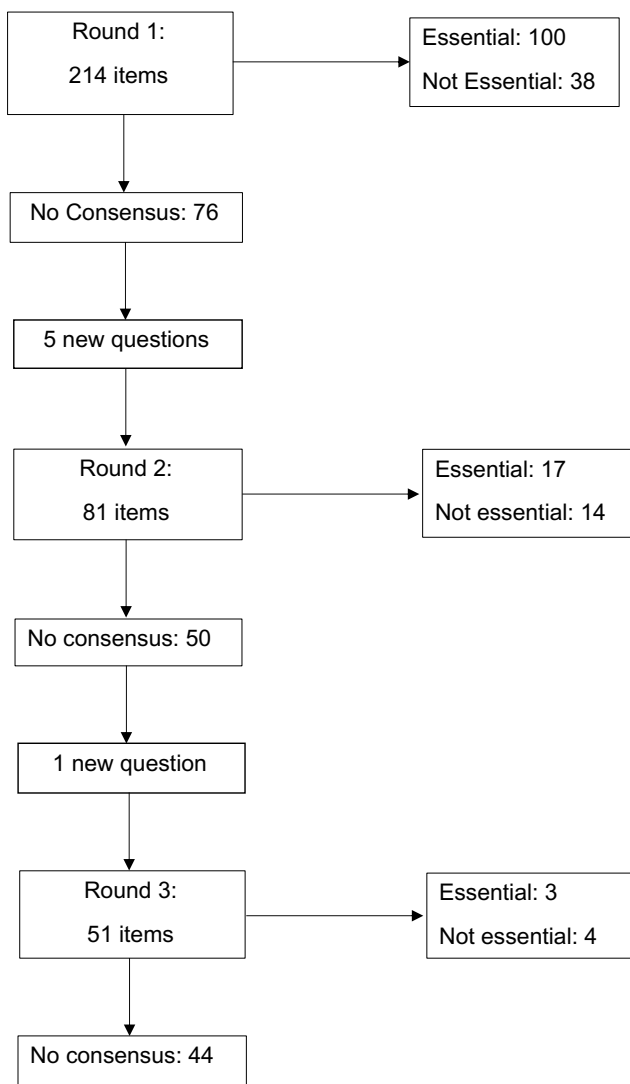 Round 1:
214 items
Essential: 100
Not Essential: 38
No Consensus: 76
5 new questions
Round 2:
81 items
Essential: 17
Not essential: 14
No consensus: 50
1 new question
Round 3:
51 items
Essential: 3
Not essential: 4
No consensus: 44